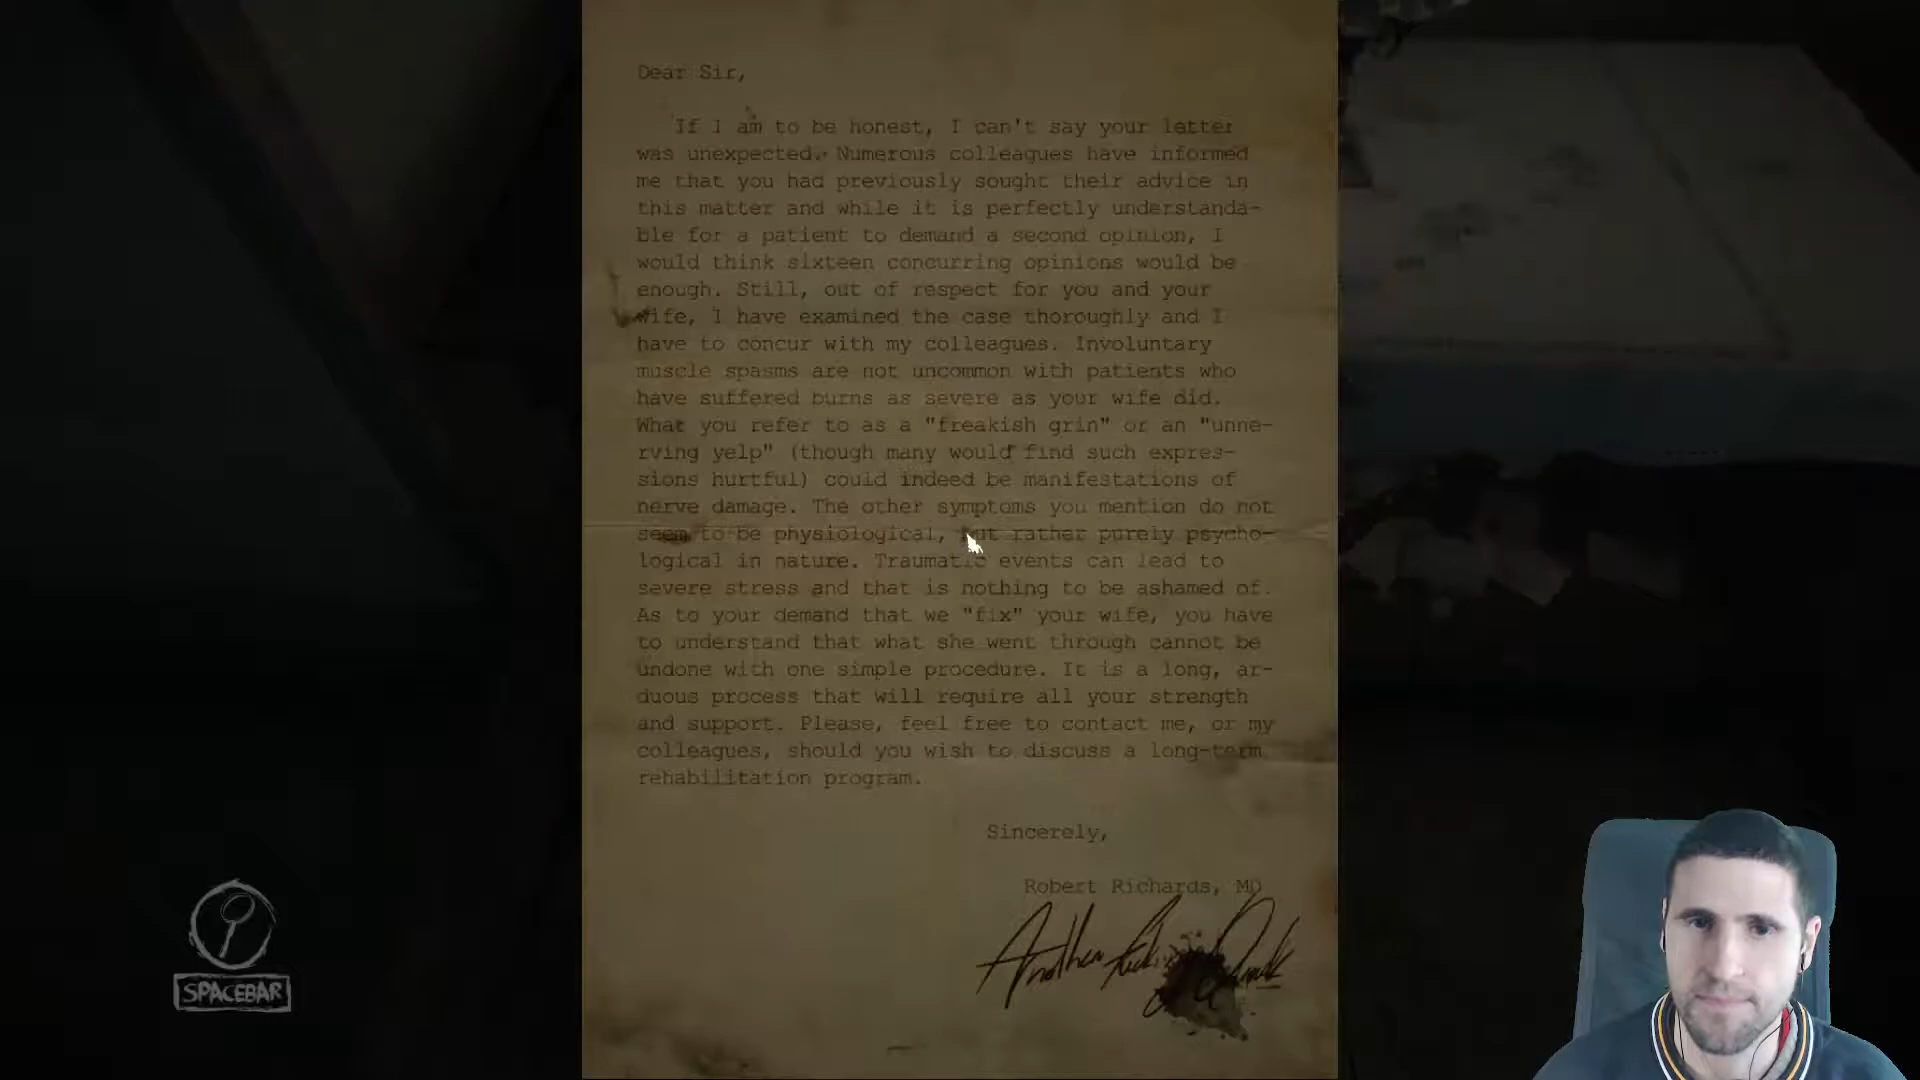 Dear Sir,
If I am to be honest, I can't say your letter
was unexpected. Numerous colleagues have informed
me that you had previously sought their advice in
this matter and while it is perfectly understanda-
ble for a patient to demand a second opinion, I
would think sixteen concurring opinions would be
enough. Still, out of respect for you and your
wife, I have examined the case thoroughly and I
have to concur with my colleagues. Involuntary
muscle spasms are not uncommon with patients who
have suffered burns as severe as your wife did.
What you refer to as a "freakish grin" or an "unne-
rving yelp" (though many would find such expres-
sions hurtful) could indeed be manifestations of
nerve damage. The other symptoms you mention do not
seem to be physiological, but rather purely psycho-
logical in nature. Traumatic events can lead to
severe stress and that is nothing to be ashamed of.
As to your demand that we "fix" your wife, you have
to understand that what she went through cannot be
undone with one simple procedure. It is a long, ar-
duous process that will require all your strength
and support. Please, feel free to contact me, or my
colleagues, should you wish to discuss a long-term
rehabilitation program.
Sincerely,
Robert Richards, MD
Another
SPACEBAR